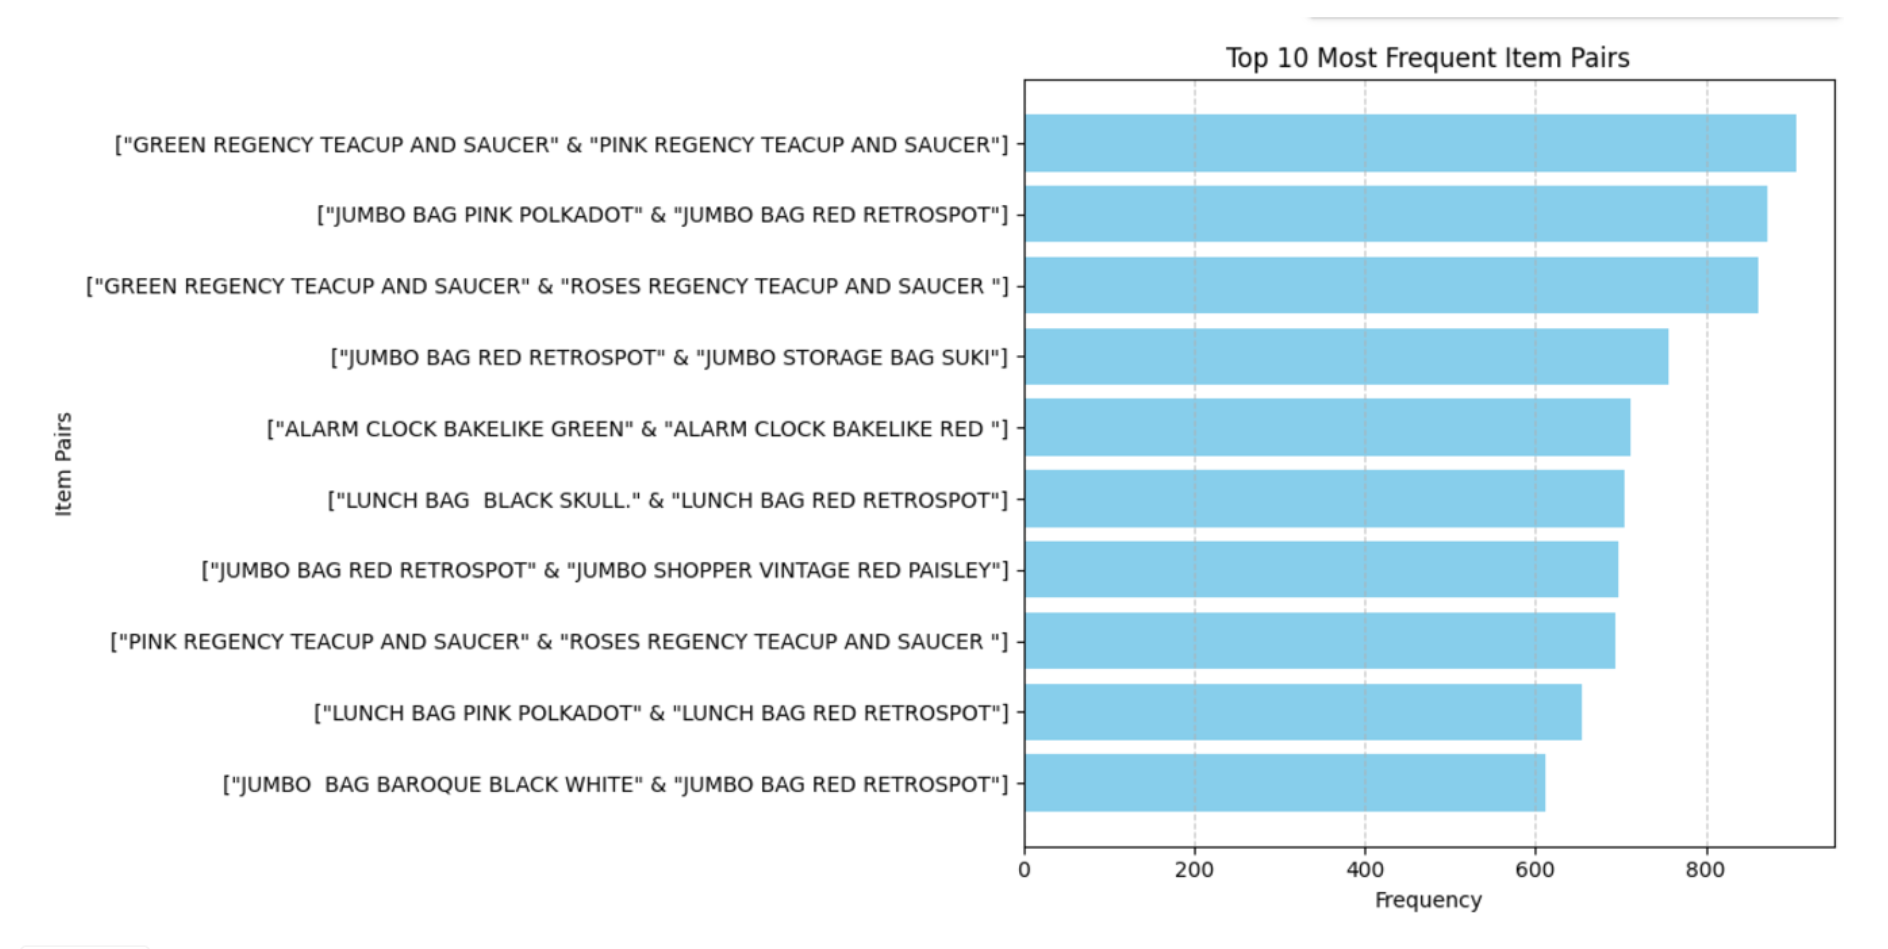 Top 10 Most Frequent Item Pairs
["GREEN REGENCY TEACUP AND SAUCER" & "PINK REGENCY TEACUP AND SAUCER"]
["JUMBO BAG PINK POLKADOT" & "JUMBO BAG RED RETROSPOT"]
["GREEN REGENCY TEACUP AND SAUCER" & "ROSES REGENCY TEACUP AND SAUCER "]
["JUMBO BAG RED RETROSPOT" & "JUMBO STORAGE BAG SUKI"]
["ALARM CLOCK BAKELIKE GREEN" & "ALARM CLOCK BAKELIKE RED "]
["LUNCH BAG  BLACK SKULL." & "LUNCH BAG RED RETROSPOT"]
["JUMBO BAG RED RETROSPOT" & "JUMBO SHOPPER VINTAGE RED PAISLEY"]
["PINK REGENCY TEACUP AND SAUCER" & "ROSES REGENCY TEACUP AND SAUCER "]
["LUNCH BAG PINK POLKADOT" & "LUNCH BAG RED RETROSPOT"]
["JUMBO  BAG BAROQUE BLACK WHITE" & "JUMBO BAG RED RETROSPOT"]
Item Pairs
0 200 400 600 800
Frequency